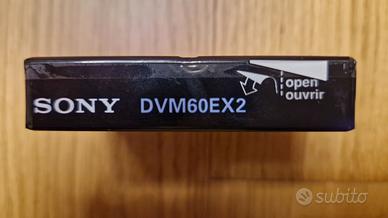 SONY DVM60EX2
open
ouvrir
subito